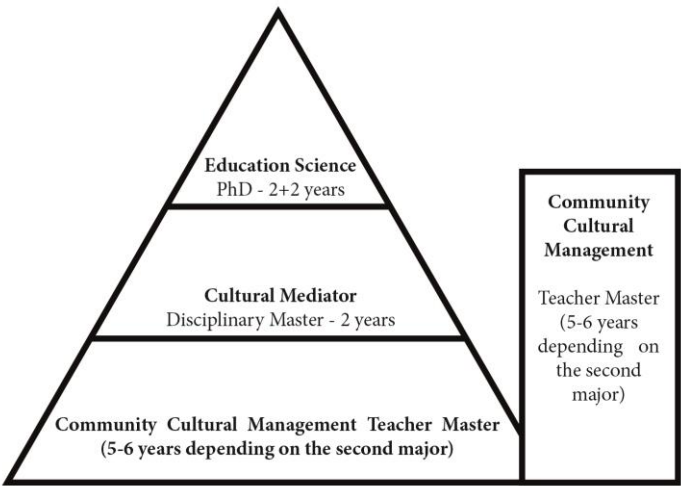 Education Science
PhD - 2+2 years
Cultural Mediator
Disciplinary Master - 2 years
Community Cultural Management Teacher Master
(5-6 years depending on the second major)
Community
Cultural
Management
Teacher Master
(5-6 years
depending on
the second
major)